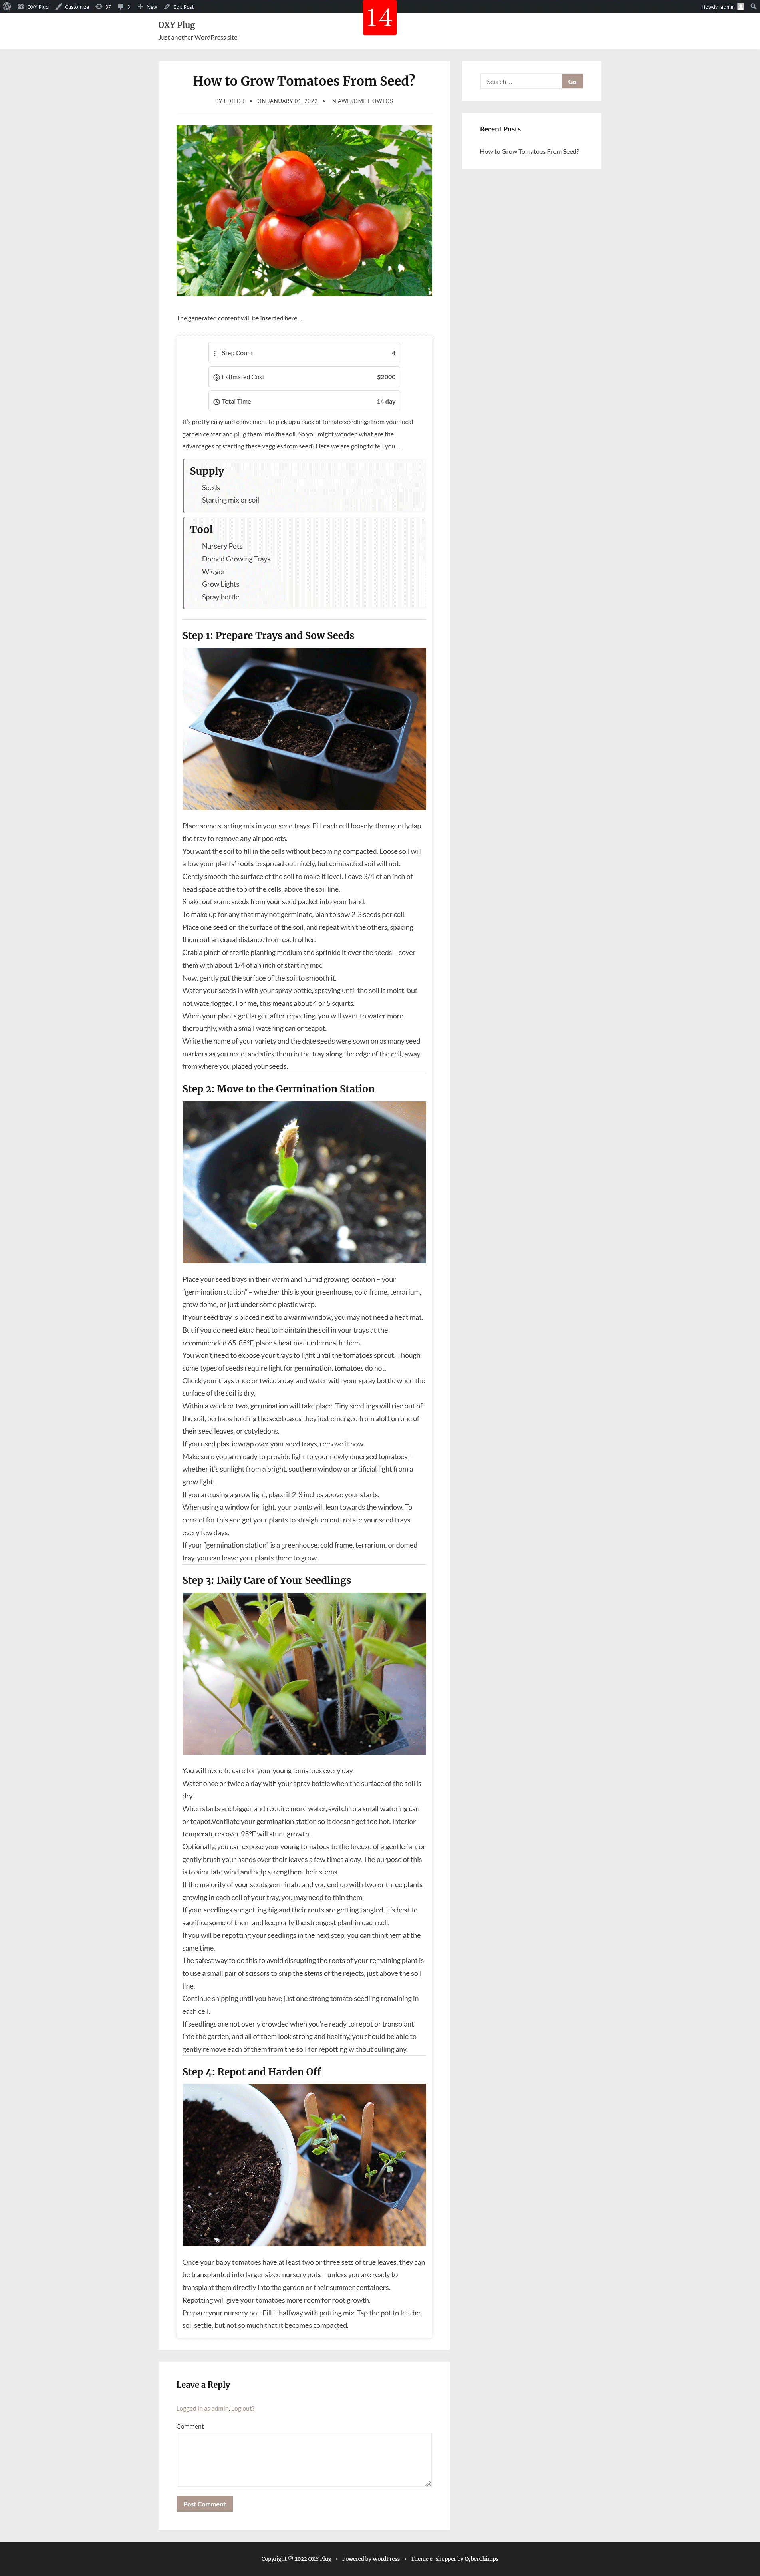 OXY Plug Customize 37 3 New Edit Post Howdy, admin
14
OXY Plug
Just another WordPress site
How to Grow Tomatoes From Seed?
BY EDITOR • ON JANUARY 01, 2022 • IN AWESOME HOWTOS
The generated content will be inserted here...
Step Count 4
Estimated Cost $2000
Total Time 14 day
It's pretty easy and convenient to pick up a pack of tomato seedlings from your local
garden center and plug them into the soil. So you might wonder, what are the
advantages of starting these veggies from seed? Here we are going to tell you...
Supply
Seeds
Starting mix or soil
Tool
Nursery Pots
Domed Growing Trays
Widger
Grow Lights
Spray bottle
Step 1: Prepare Trays and Sow Seeds
Place some starting mix in your seed trays. Fill each cell loosely, then gently tap
the tray to remove any air pockets.
You want the soil to fill in the cells without becoming compacted. Loose soil will
allow your plants' roots to spread out nicely, but compacted soil will not.
Gently smooth the surface of the soil to make it level. Leave 3/4 of an inch of
head space at the top of the cells, above the soil line.
Shake out some seeds from your seed packet into your hand.
To make up for any that may not germinate, plan to sow 2-3 seeds per cell.
Place one seed on the surface of the soil, and repeat with the others, spacing
them out an equal distance from each other.
Grab a pinch of sterile planting medium and sprinkle it over the seeds – cover
them with about 1/4 of an inch of starting mix.
Now, gently pat the surface of the soil to smooth it.
Water your seeds in with your spray bottle, spraying until the soil is moist, but
not waterlogged. For me, this means about 4 or 5 squirts.
When your plants get larger, after repotting, you will want to water more
thoroughly, with a small watering can or teapot.
Write the name of your variety and the date seeds were sown on as many seed
markers as you need, and stick them in the tray along the edge of the cell, away
from where you placed your seeds.
Step 2: Move to the Germination Station
Place your seed trays in their warm and humid growing location – your
“germination station” – whether this is your greenhouse, cold frame, terrarium,
grow dome, or just under some plastic wrap.
If your seed tray is placed next to a warm window, you may not need a heat mat.
But if you do need extra heat to maintain the soil in your trays at the
recommended 65-85°F, place a heat mat underneath them.
You won't need to expose your trays to light until the tomatoes sprout. Though
some types of seeds require light for germination, tomatoes do not.
Check your trays once or twice a day, and water with your spray bottle when the
surface of the soil is dry.
Within a week or two, germination will take place. Tiny seedlings will rise out of
the soil, perhaps holding the seed cases they just emerged from aloft on one of
their seed leaves, or cotyledons.
If you used plastic wrap over your seed trays, remove it now.
Make sure you are ready to provide light to your newly emerged tomatoes –
whether it's sunlight from a bright, southern window or artificial light from a
grow light.
If you are using a grow light, place it 2-3 inches above your starts.
When using a window for light, your plants will lean towards the window. To
correct for this and get your plants to straighten out, rotate your seed trays
every few days.
If your “germination station” is a greenhouse, cold frame, terrarium, or domed
tray, you can leave your plants there to grow.
Step 3: Daily Care of Your Seedlings
You will need to care for your young tomatoes every day.
Water once or twice a day with your spray bottle when the surface of the soil is
dry.
When starts are bigger and require more water, switch to a small watering can
or teapot.Ventilate your germination station so it doesn't get too hot. Interior
temperatures over 95°F will stunt growth.
Optionally, you can expose your young tomatoes to the breeze of a gentle fan, or
gently brush your hands over their leaves a few times a day. The purpose of this
is to simulate wind and help strengthen their stems.
If the majority of your seeds germinate and you end up with two or three plants
growing in each cell of your tray, you may need to thin them.
If your seedlings are getting big and their roots are getting tangled, it's best to
sacrifice some of them and keep only the strongest plant in each cell.
If you will be repotting your seedlings in the next step, you can thin them at the
same time.
The safest way to do this to avoid disrupting the roots of your remaining plant is
to use a small pair of scissors to snip the stems of the rejects, just above the soil
line.
Continue snipping until you have just one strong tomato seedling remaining in
each cell.
If seedlings are not overly crowded when you're ready to repot or transplant
into the garden, and all of them look strong and healthy, you should be able to
gently remove each of them from the soil for repotting without culling any.
Step 4: Repot and Harden Off
Once your baby tomatoes have at least two or three sets of true leaves, they can
be transplanted into larger sized nursery pots – unless you are ready to
transplant them directly into the garden or their summer containers.
Repotting will give your tomatoes more room for root growth.
Prepare your nursery pot. Fill it halfway with potting mix. Tap the pot to let the
soil settle, but not so much that it becomes compacted.
Search …
Go
Recent Posts
How to Grow Tomatoes From Seed?
Leave a Reply
Logged in as admin. Log out?
Comment
Post Comment
Copyright © 2022 OXY Plug • Powered by WordPress • Theme e-shopper by CyberChimps